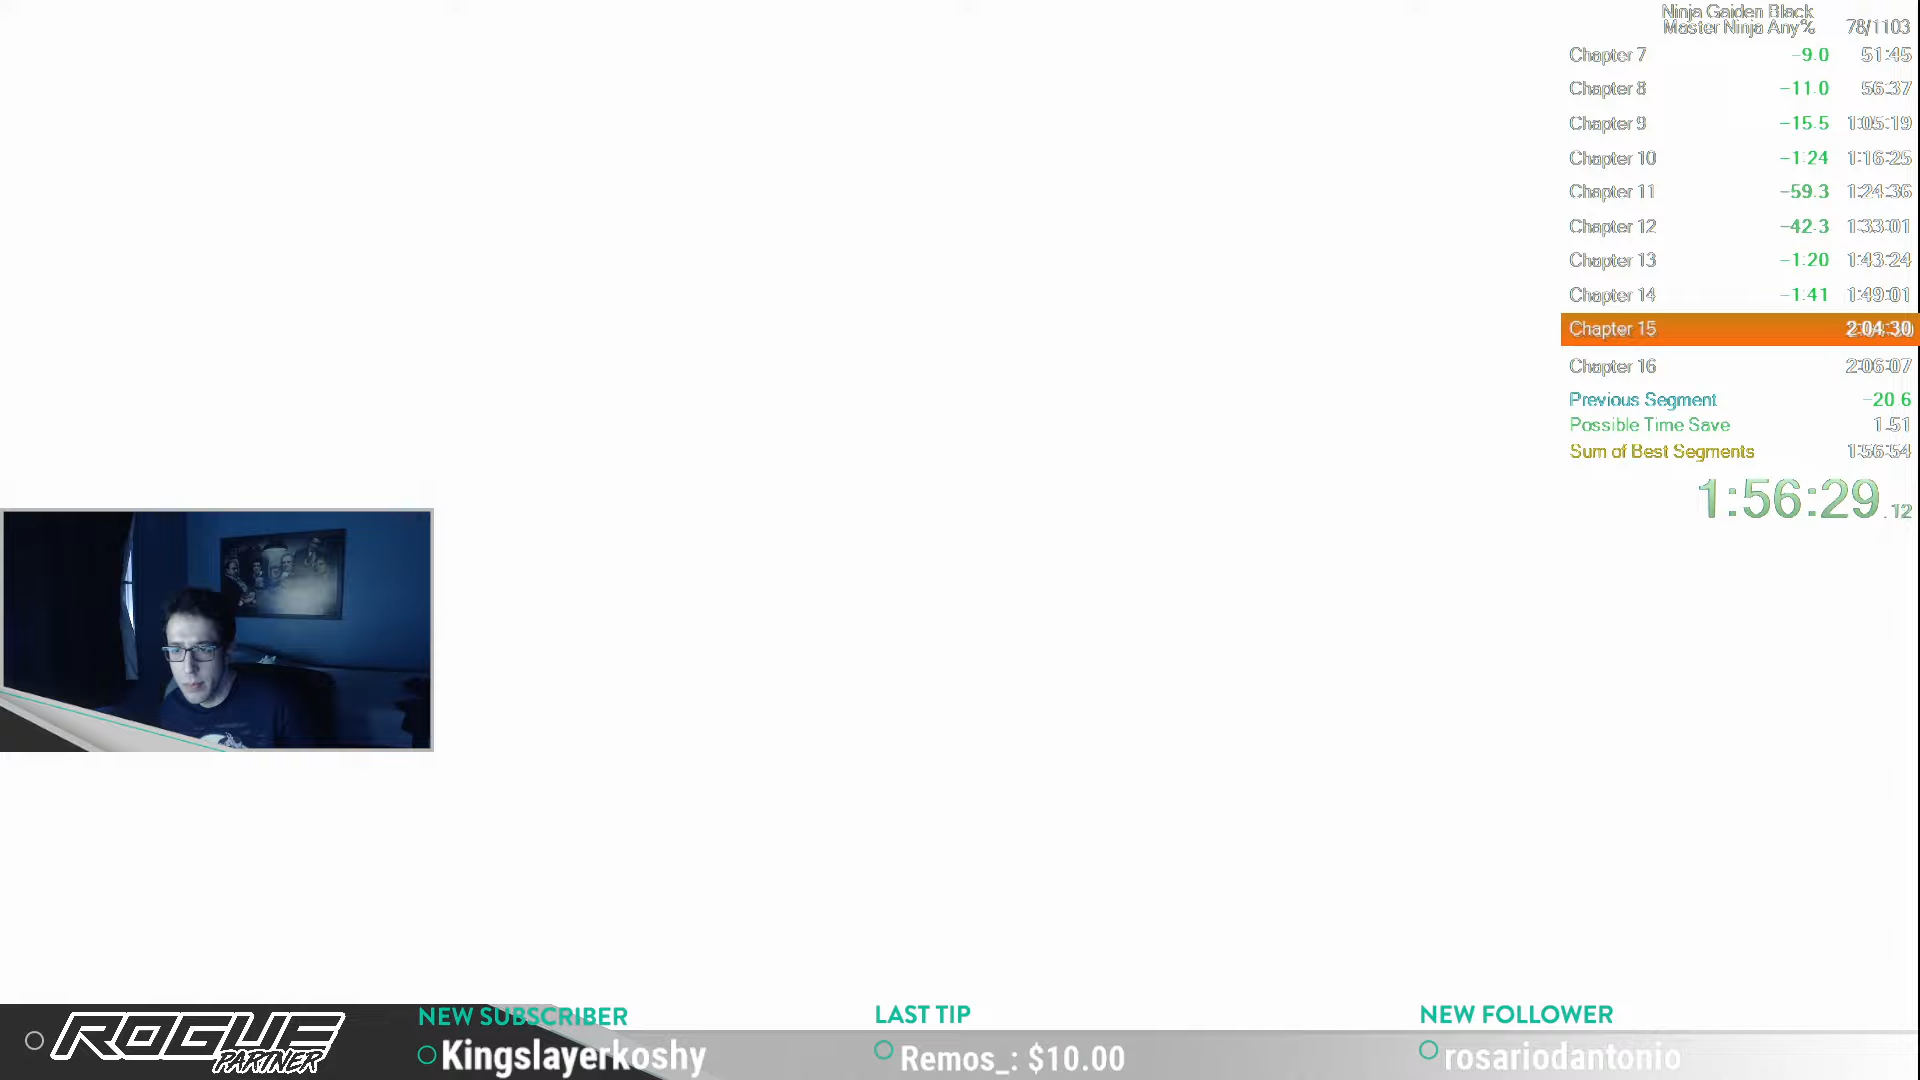 Ninja Gaiden Black
Master Ninja Any% 78/1103
Chapter 7 -9.0 51:45
Chapter 8 -11.0 56:37
Chapter 9 -15.5 1:05:19
Chapter 10 -1:24 1:16:25
Chapter 11 -59.3 1:24:36
Chapter 12 -42.3 1:33:01
Chapter 13 -1:20 1:43:24
Chapter 14 -1:41 1:49:01
Chapter 15 2:04:30
Chapter 16 2:06:07
Previous Segment -20.6
Possible Time Save 1:51
Sum of Best Segments 1:56:54
1:56:29.12
ROGUE
PARTNER
NEW SUBSCRIBER
Kingslayerkoshy
LAST TIP
Remos_: $10.00
NEW FOLLOWER
rosariodantonio